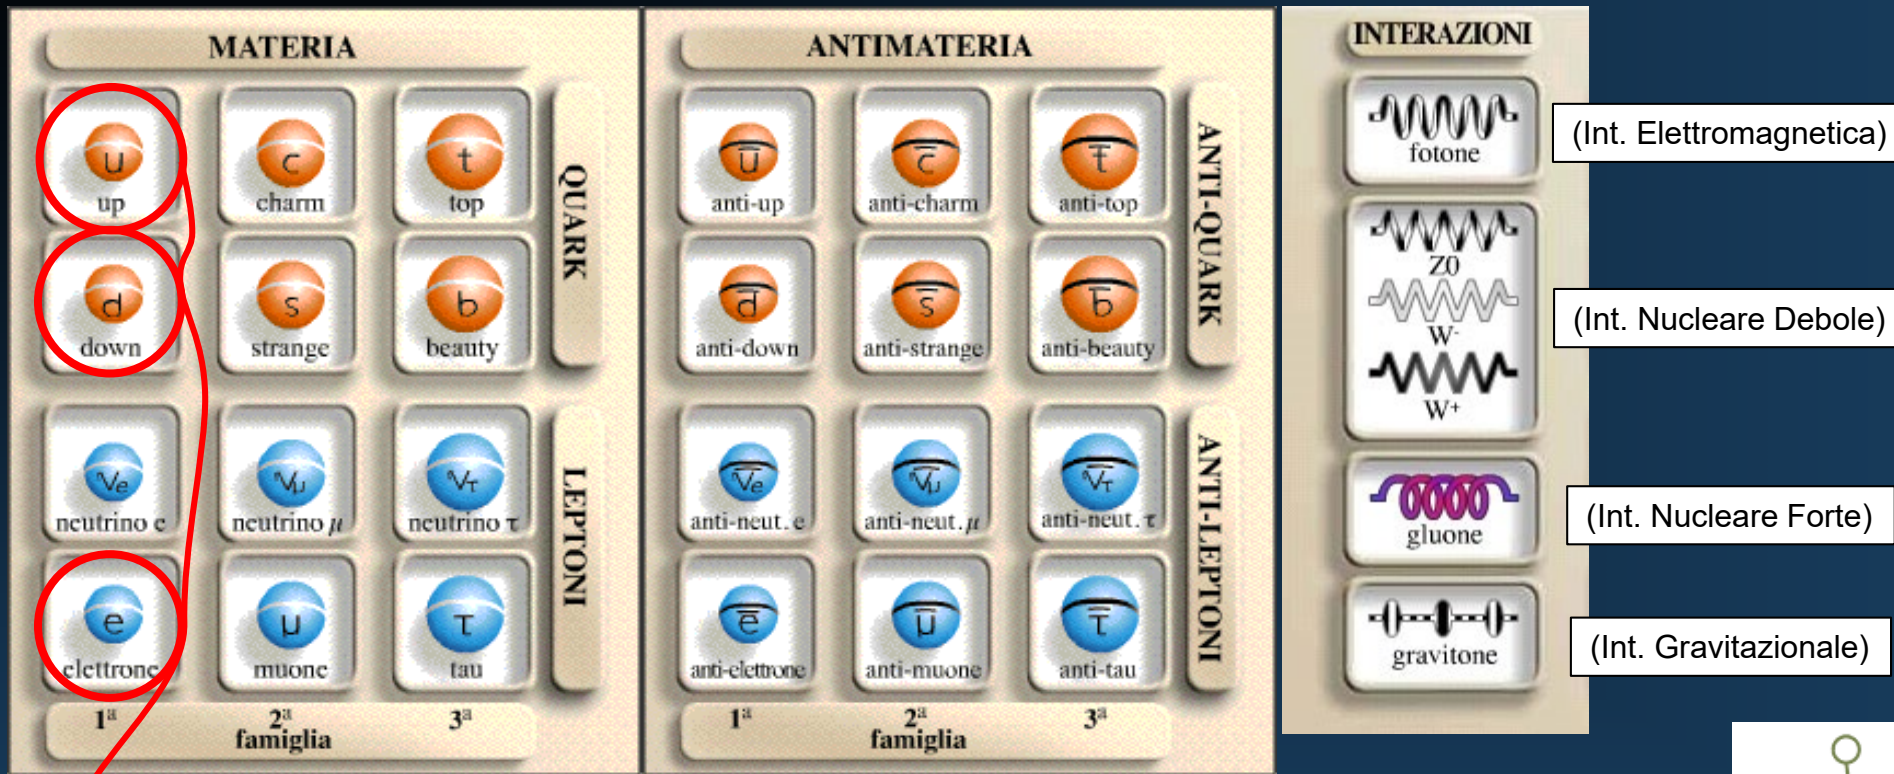 MATERIA
u
up
c
charm
t
top
d
down
s
strange
b
beauty
QUARK
νe
neutrino e
νμ
neutrino μ
ντ
neutrino τ
e
elettrone
μ
muone
τ
tau
LEPTONI
1ª
2ª
3ª
famiglia
ANTIMATERIA
u̅
anti-up
c̅
anti-charm
t̅
anti-top
d̅
anti-down
s̅
anti-strange
b̅
anti-beauty
ANTI-QUARK
ν̅e
anti-neut. e
ν̅μ
anti-neut. μ
ν̅τ
anti-neut. τ
e̅
anti-elettrone
μ̅
anti-muone
τ̅
anti-tau
ANTI-LEPTONI
1ª
2ª
3ª
famiglia
INTERAZIONI
fotone
(Int. Elettromagnetica)
Z0
W⁻
W⁺
(Int. Nucleare Debole)
gluone
(Int. Nucleare Forte)
gravitone
(Int. Gravitazionale)